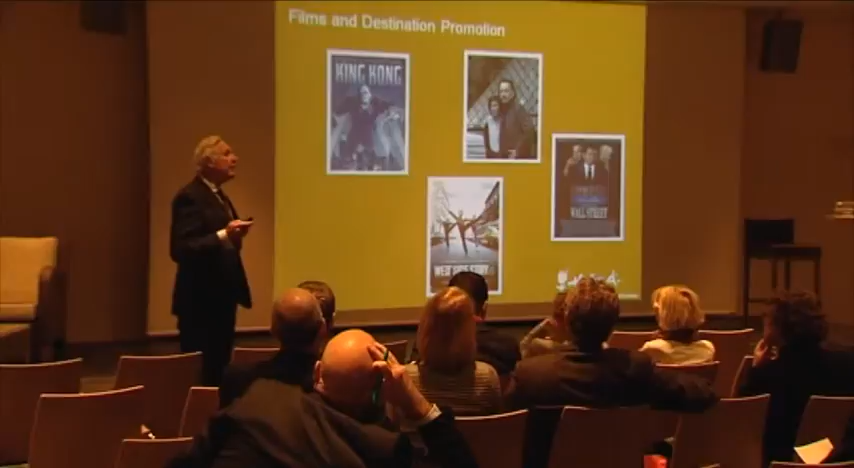 Films and Destination Promotion
KING KONG
WEST SIDE STORY
WALL STREET